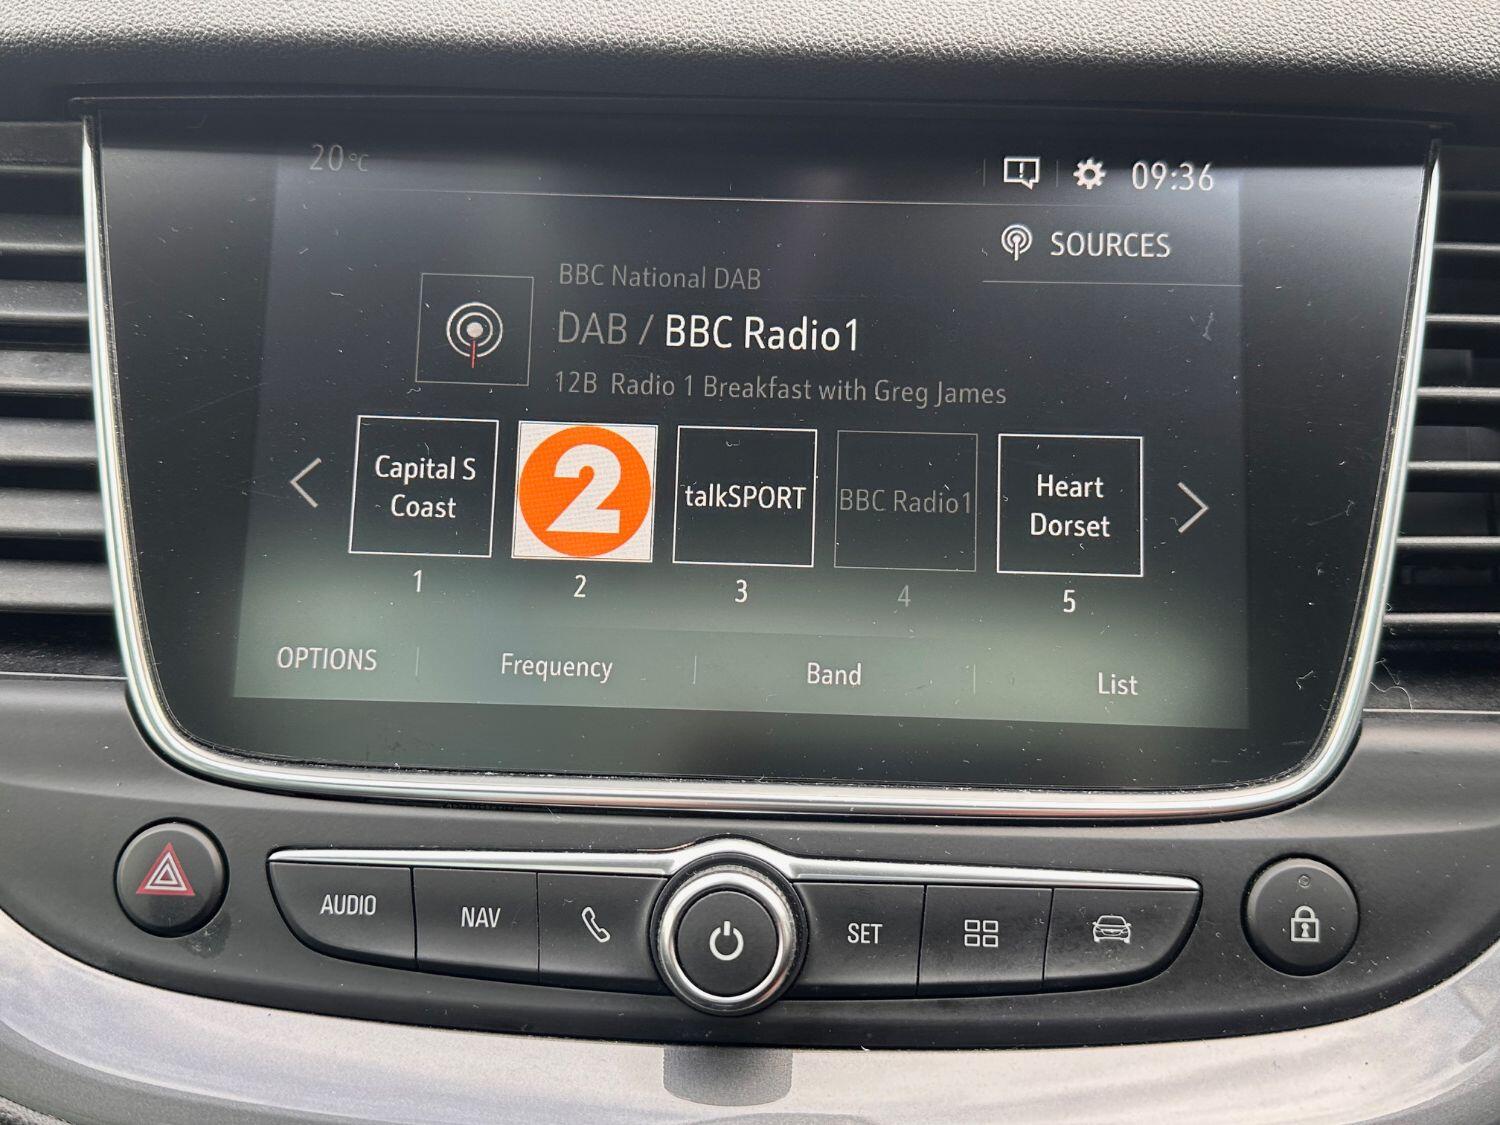 20°C
09:36
SOURCES
BBC National DAB
DAB / BBC Radio1
12B Radio 1 Breakfast with Greg James
Capital S
Coast
2
talkSPORT
BBC Radio1
Heart
Dorset
1
2
3
4
5
OPTIONS
Frequency
Band
List
AUDIO
NAV
SET